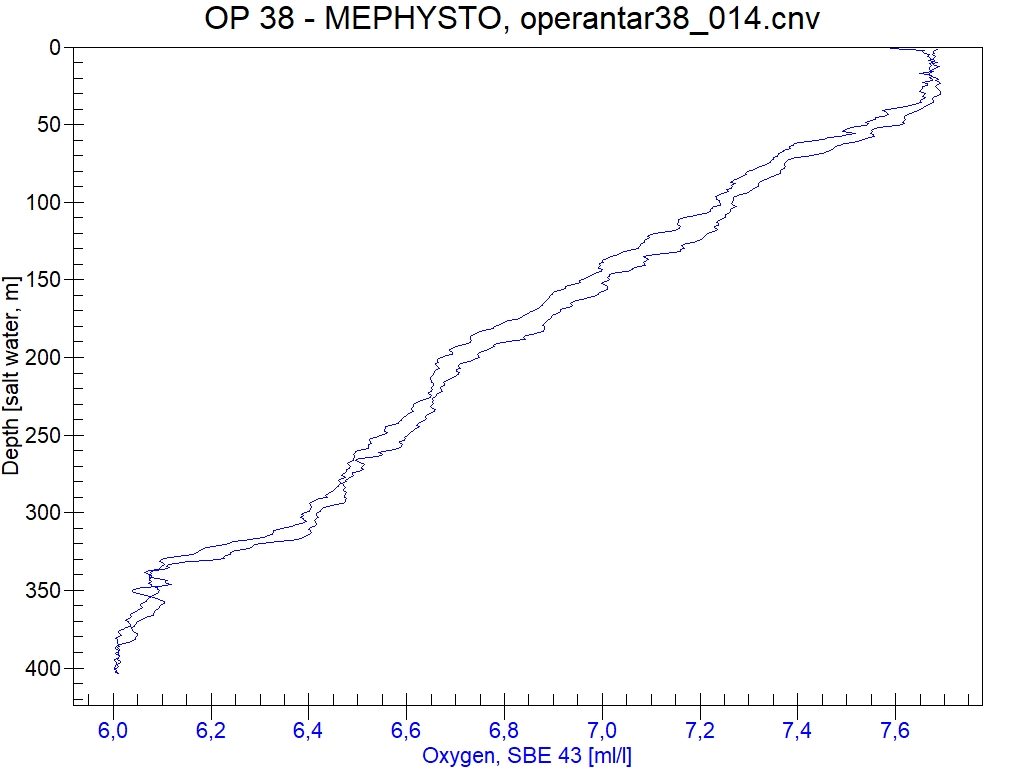 OP 38 - MEPHYSTO, operantar38_014.cnv
0
50
100
150
200
250
300
350
400
Depth [salt water, m]
6,0 6,2 6,4 6,6 6,8 7,0 7,2 7,4 7,6
Oxygen, SBE 43 [ml/l]